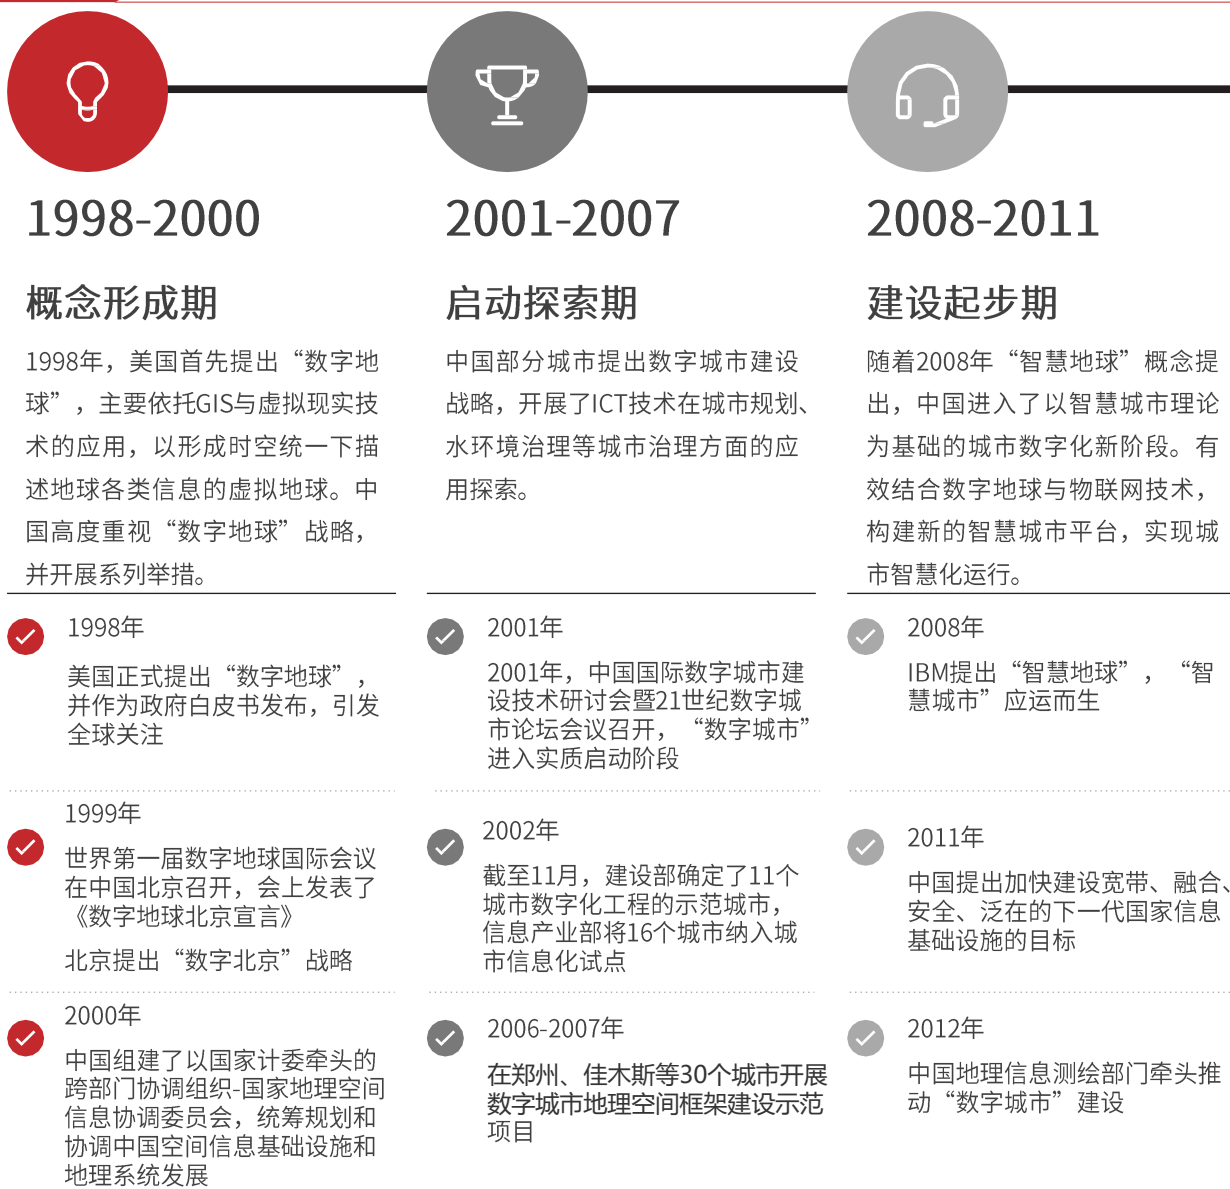 1998-2000
概念形成期
1998年，美国首先提出“数字地
球”，主要依托GIS与虚拟现实技
术的应用，以形成时空统一下描
述地球各类信息的虚拟地球。中
国高度重视“数字地球”战略，
并开展系列举措。
1998年
美国正式提出“数字地球”，
并作为政府白皮书发布，引发
全球关注
1999年
世界第一届数字地球国际会议
在中国北京召开，会上发表了
《数字地球北京宣言》
北京提出“数字北京”战略
2000年
中国组建了以国家计委牵头的
跨部门协调组织-国家地理空间
信息协调委员会，统筹规划和
协调中国空间信息基础设施和
地理系统发展
2001-2007
启动探索期
中国部分城市提出数字城市建设
战略，开展了ICT技术在城市规划、
水环境治理等城市治理方面的应
用探索。
2001年
2001年，中国国际数字城市建
设技术研讨会暨21世纪数字城
市论坛会议召开，“数字城市”
进入实质启动阶段
2002年
截至11月，建设部确定了11个
城市数字化工程的示范城市，
信息产业部将16个城市纳入城
市信息化试点
2006-2007年
在郑州、佳木斯等30个城市开展
数字城市地理空间框架建设示范
项目
2008-2011
建设起步期
随着2008年“智慧地球”概念提
出，中国进入了以智慧城市理论
为基础的城市数字化新阶段。有
效结合数字地球与物联网技术，
构建新的智慧城市平台，实现城
市智慧化运行。
2008年
IBM提出“智慧地球”，“智
慧城市”应运而生
2011年
中国提出加快建设宽带、融合、
安全、泛在的下一代国家信息
基础设施的目标
2012年
中国地理信息测绘部门牵头推
动“数字城市”建设